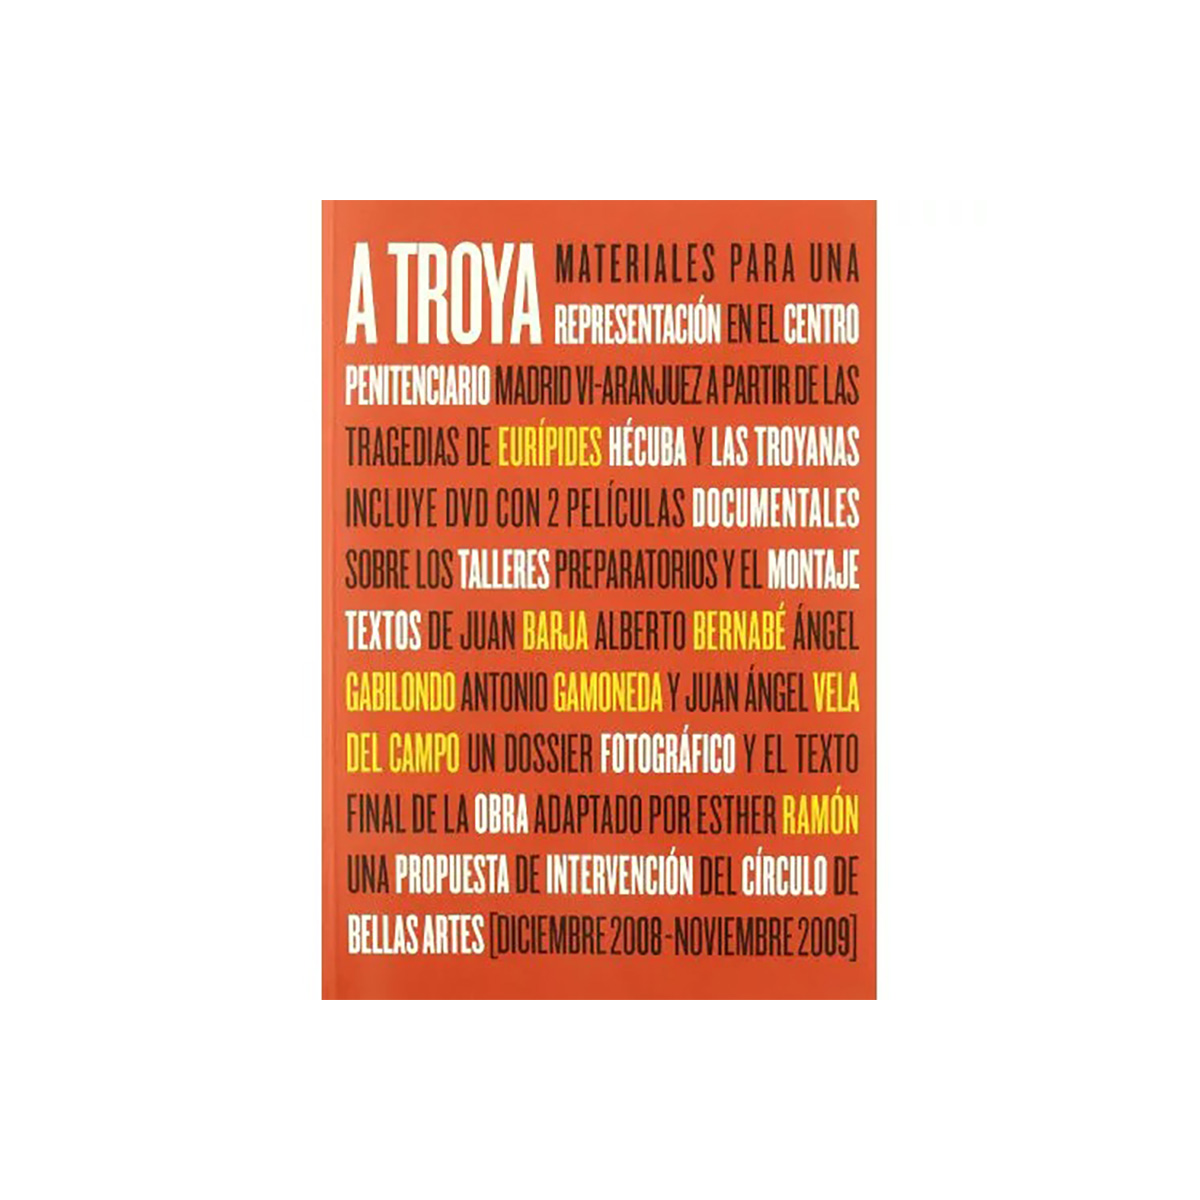 A TROYA MATERIALES PARA UNA
REPRESENTACIÓN EN EL CENTRO
PENITENCIARIO MADRID VI-ARANJUEZ A PARTIR DE LAS
TRAGEDIAS DE EURÍPIDES HÉCUBA Y LAS TROYANAS
INCLUYE DVD CON 2 PELÍCULAS DOCUMENTALES
SOBRE LOS TALLERES PREPARATORIOS Y EL MONTAJE
TEXTOS DE JUAN BARJA ALBERTO BERNABÉ ÁNGEL
GABILONDO ANTONIO GAMONEDA Y JUAN ÁNGEL VELA
DEL CAMPO UN DOSSIER FOTOGRÁFICO Y EL TEXTO
FINAL DE LA OBRA ADAPTADO POR ESTHER RAMÓN
UNA PROPUESTA DE INTERVENCIÓN DEL CÍRCULO DE
BELLAS ARTES [DICIEMBRE 2008-NOVIEMBRE 2009]